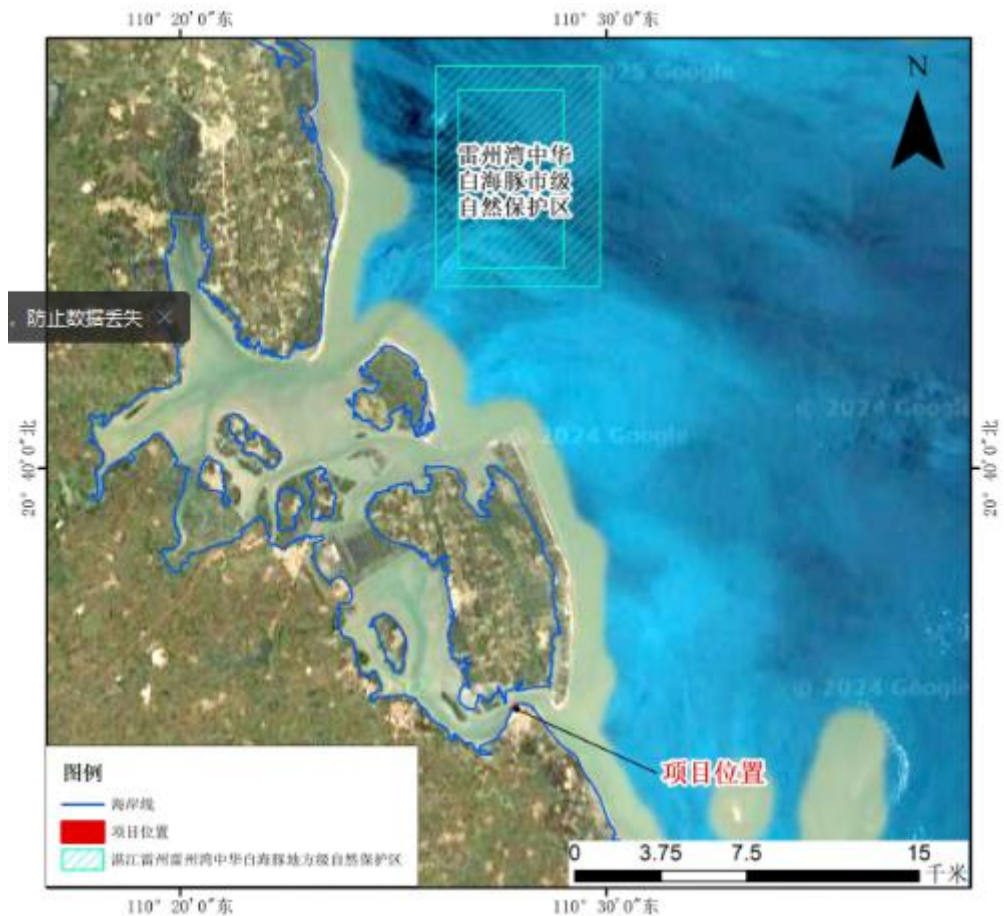 110° 20'0"东
110° 30'0"东
2025 Google
N
雷州湾中华
白海豚市级
自然保护区
防止数据丢失
© 2024 Google
20° 40'0"北
© 2024 Google
20° 40'0"北
© 2024 Google
项目位置
图例
海岸线
项目位置
湛江雷州雷州湾中华白海豚地方级自然保护区
0 3.75 7.5 15
千米
110° 20'0"东
110° 30'0"东